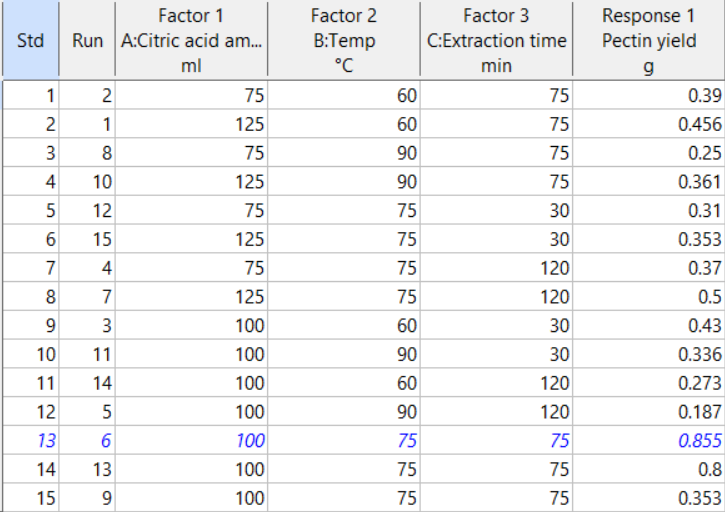 Factor 1 Factor 2 Factor 3 Response 1
Std Run A:Citric acid am... B:Temp C:Extraction time Pectin yield
ml °C min g
1 2 75 60 75 0.39
2 1 125 60 75 0.456
3 8 75 90 75 0.25
4 10 125 90 75 0.361
5 12 75 75 30 0.31
6 15 125 75 30 0.353
7 4 75 75 120 0.37
8 7 125 75 120 0.5
9 3 100 60 30 0.43
10 11 100 90 30 0.336
11 14 100 60 120 0.273
12 5 100 90 120 0.187
13 6 100 75 75 0.855
14 13 100 75 75 0.8
15 9 100 75 75 0.353